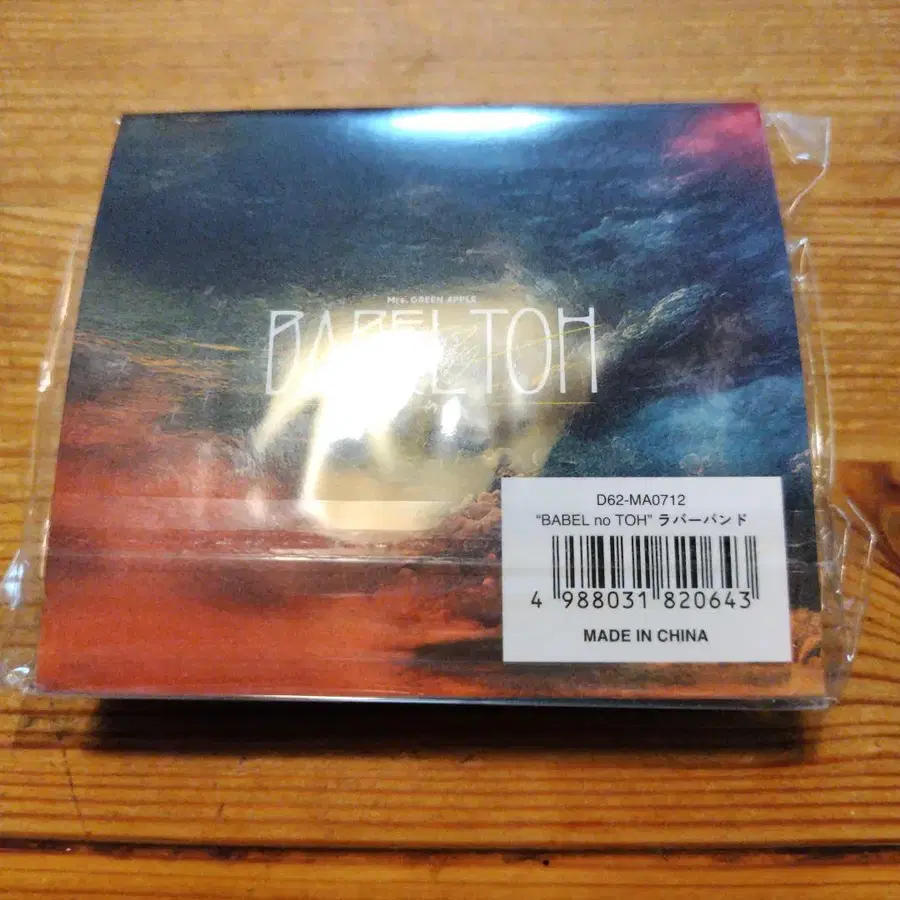 Mrs. GREEN APPLE
BABEL TOH
D62-MA0712
“BABEL no TOH” ラバーバンド
4 988031 820643
MADE IN CHINA